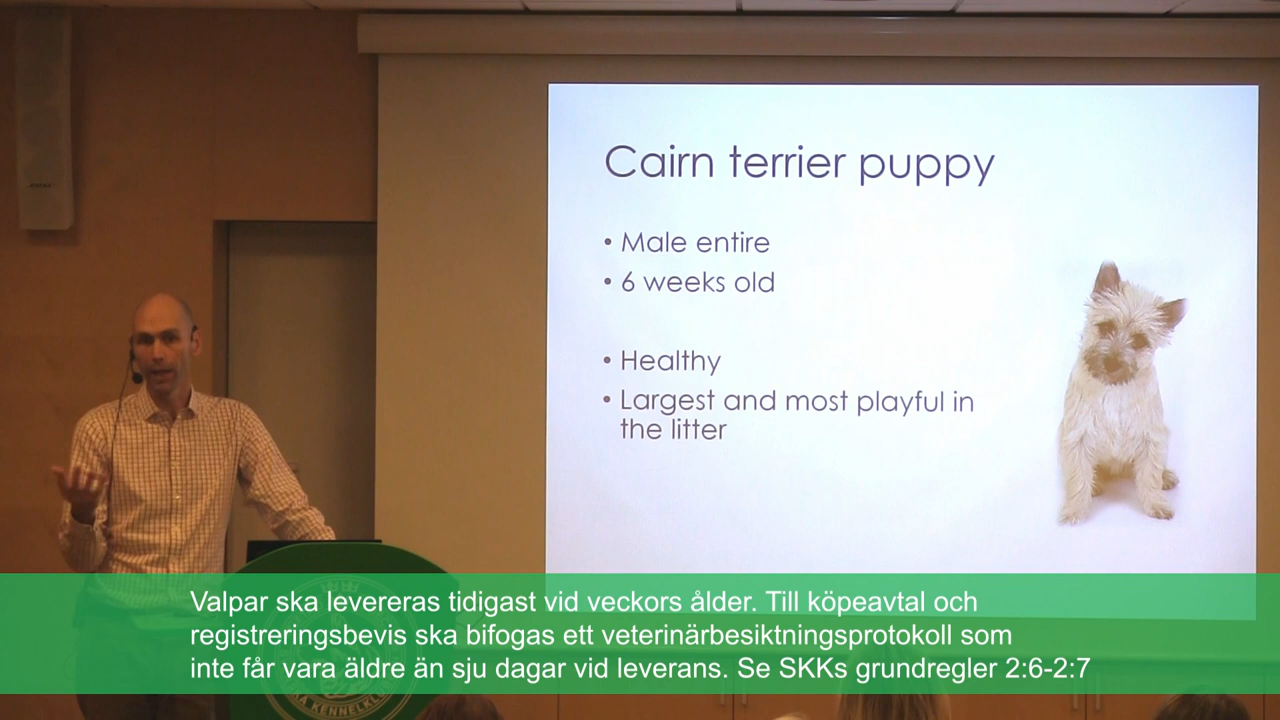 Cairn terrier puppy
• Male entire
• 6 weeks old
• Healthy
• Largest and most playful in
the litter
Valpar ska levereras tidigast vid veckors ålder. Till köpeavtal och
registreringsbevis ska bifogas ett veterinärbesiktningsprotokoll som
inte får vara äldre än sju dagar vid leverans. Se SKKs grundregler 2:6-2:7
KENNELKLU